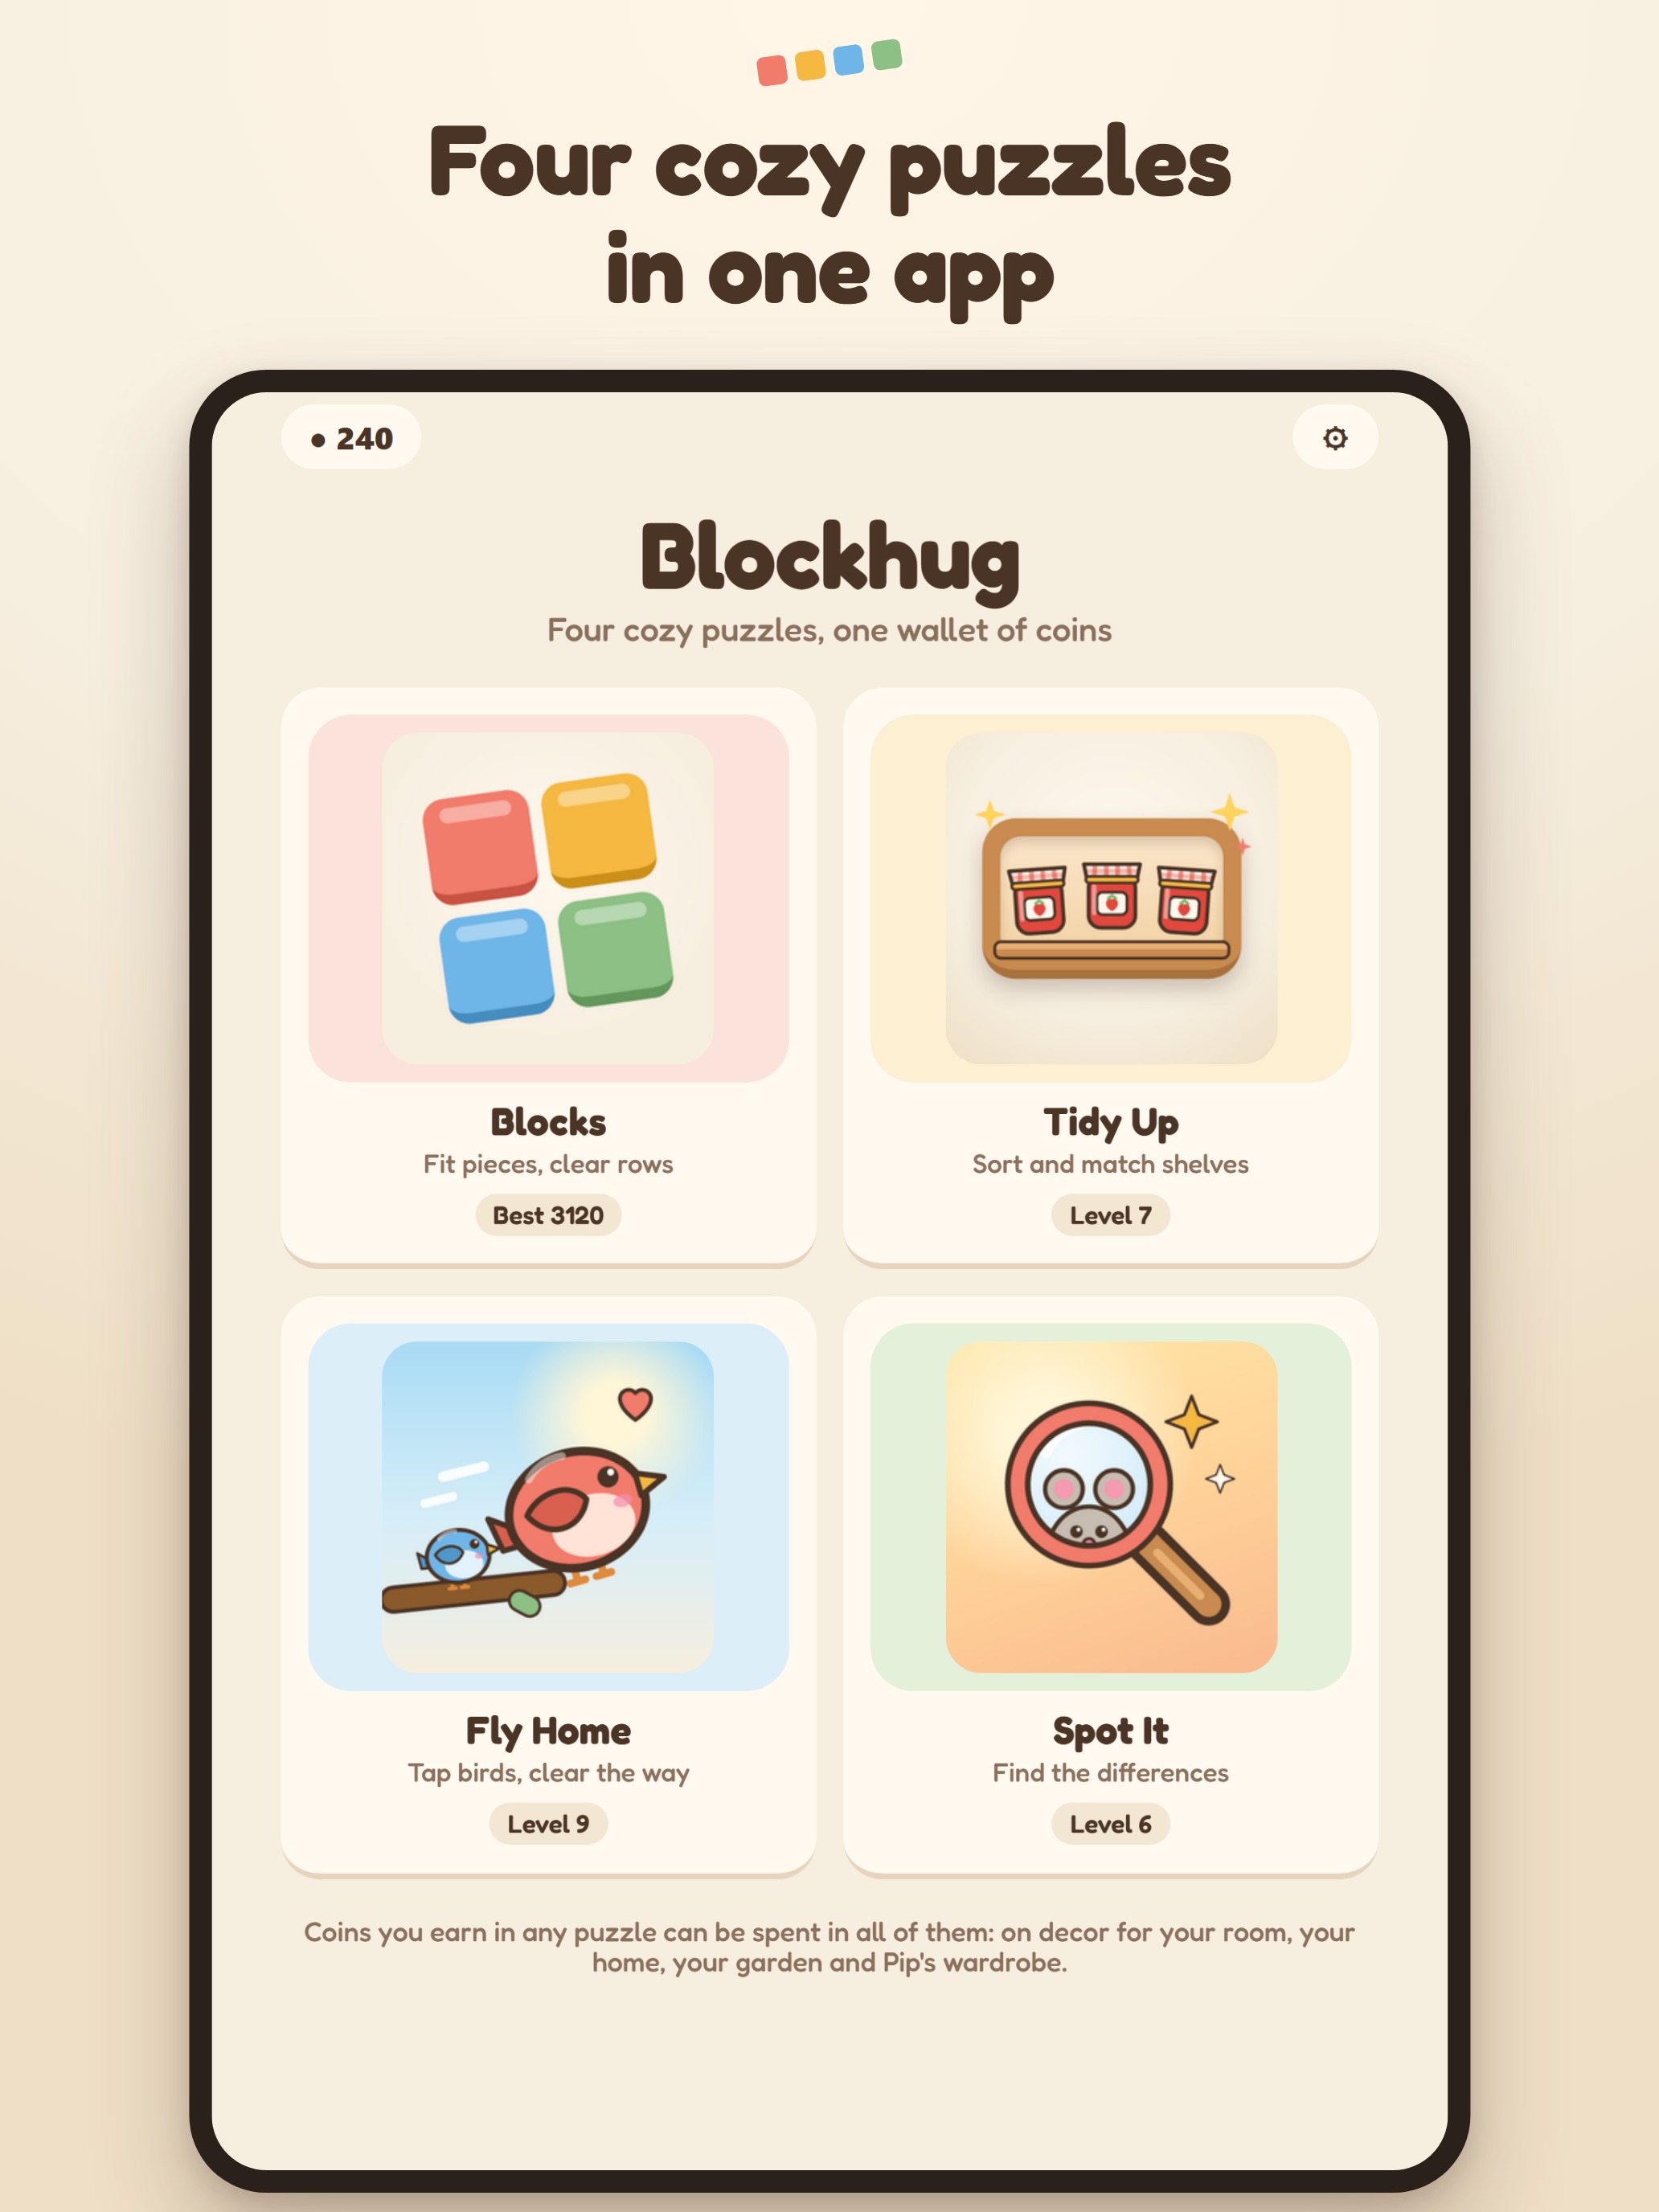 Four cozy puzzles
in one app
● 240
Blockhug
Four cozy puzzles, one wallet of coins
Blocks
Fit pieces, clear rows
Best 3120
Tidy Up
Sort and match shelves
Level 7
Fly Home
Tap birds, clear the way
Level 9
Spot It
Find the differences
Level 6
Coins you earn in any puzzle can be spent in all of them: on decor for your room, your
home, your garden and Pip's wardrobe.